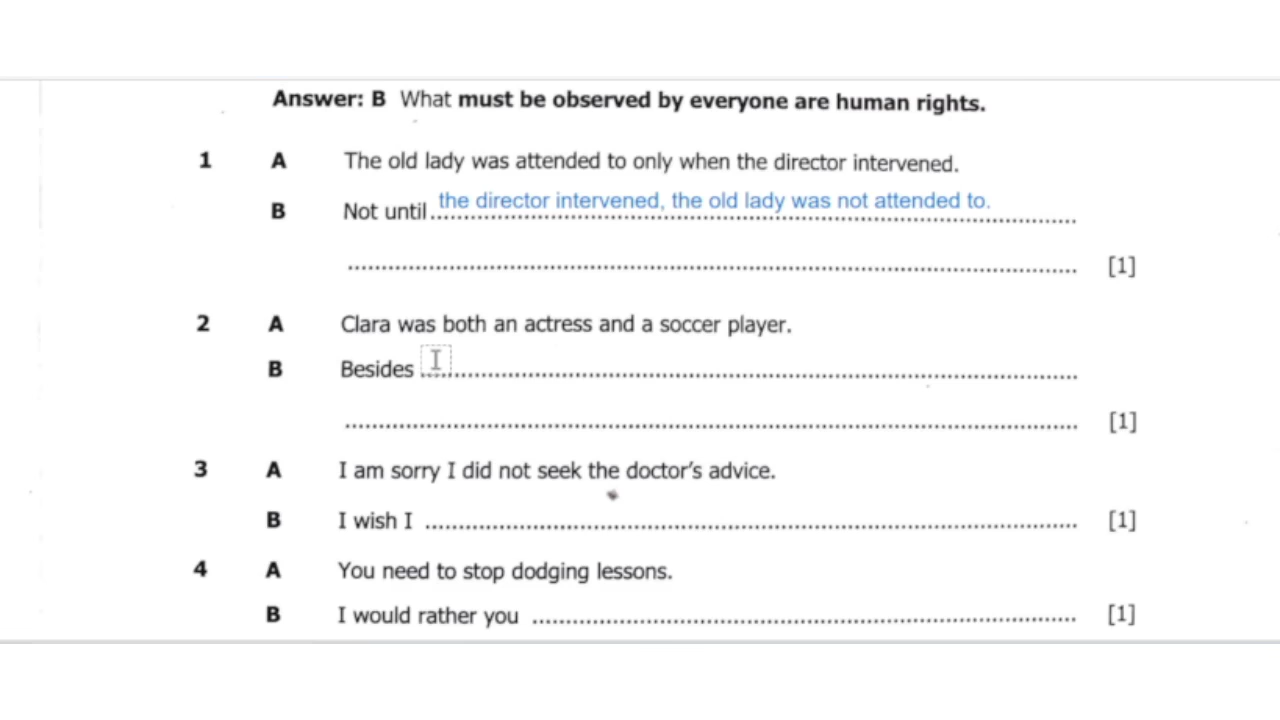 Answer: B What must be observed by everyone are human rights.
1 A The old lady was attended to only when the director intervened.
B Not until the director intervened, the old lady was not attended to.
[1]
2 A Clara was both an actress and a soccer player.
B Besides
[1]
3 A I am sorry I did not seek the doctor's advice.
B I wish I [1]
4 A You need to stop dodging lessons.
B I would rather you [1]